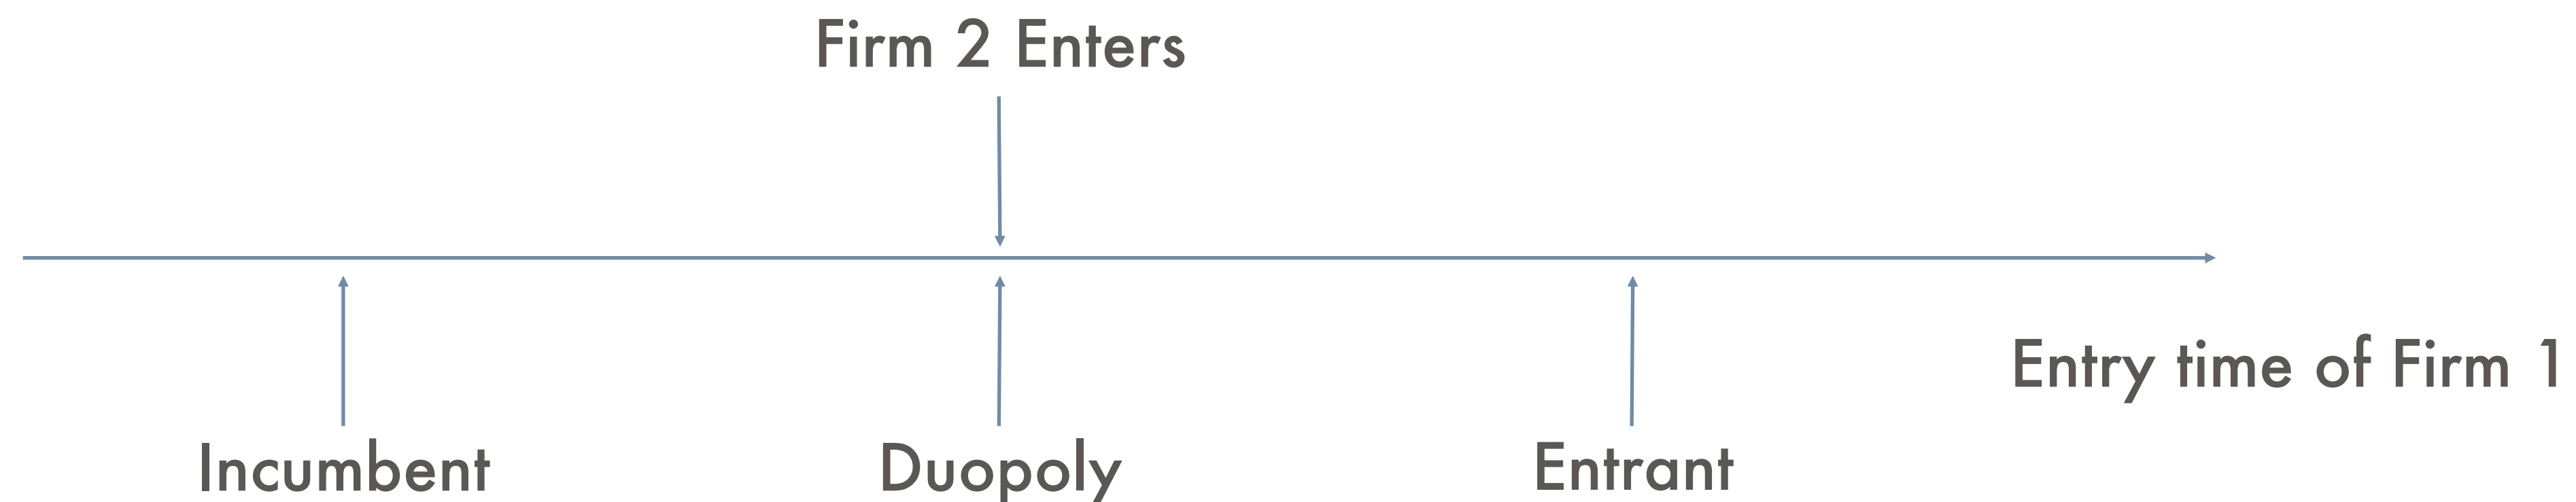 Firm 2 Enters
Entry time of Firm 1
Incumbent
Duopoly
Entrant